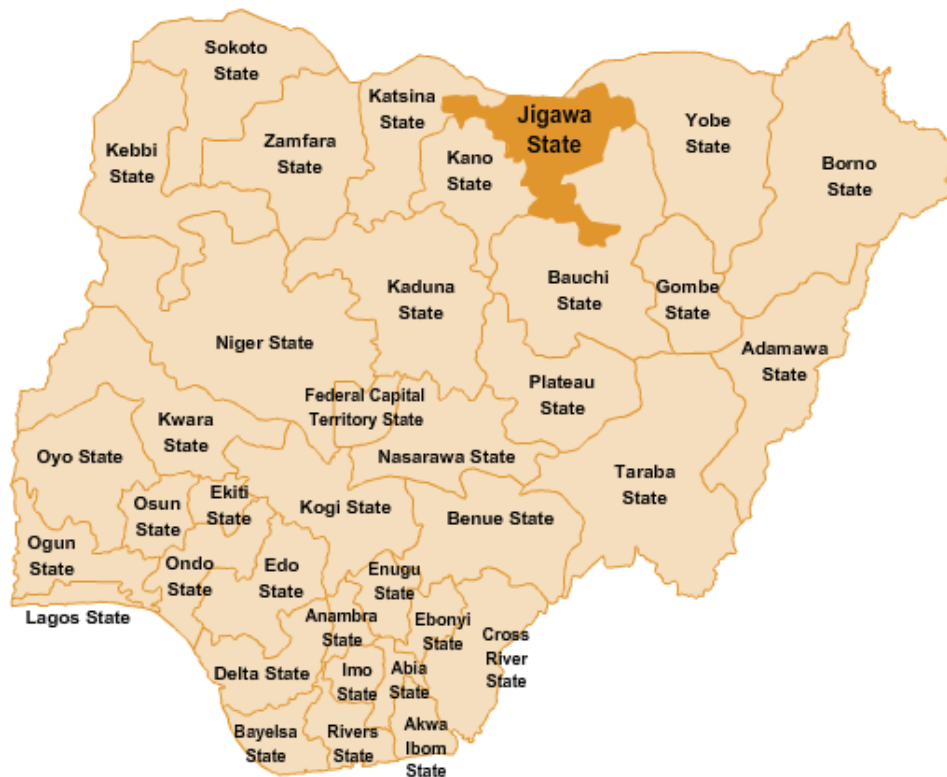 Sokoto
State
Katsina
State
Jigawa
State
Yobe
State
Kebbi
State
Zamfara
State
Kano
State
Borno
State
Kaduna
State
Bauchi
State
Gombe
State
Niger State
Adamawa
State
Federal Capital
Territory State
Plateau
State
Kwara
State
Oyo State
Nasarawa State
Taraba
State
Osun
State
Ekiti
State
Kogi State
Benue State
Ogun
State
Ondo
State
Edo
State
Enugu
State
Lagos State
Anambra
State
Ebonyi
State
Cross
River
State
Delta State
Imo
State
Abia
State
Bayelsa
State
Rivers
State
Akwa
Ibom
State